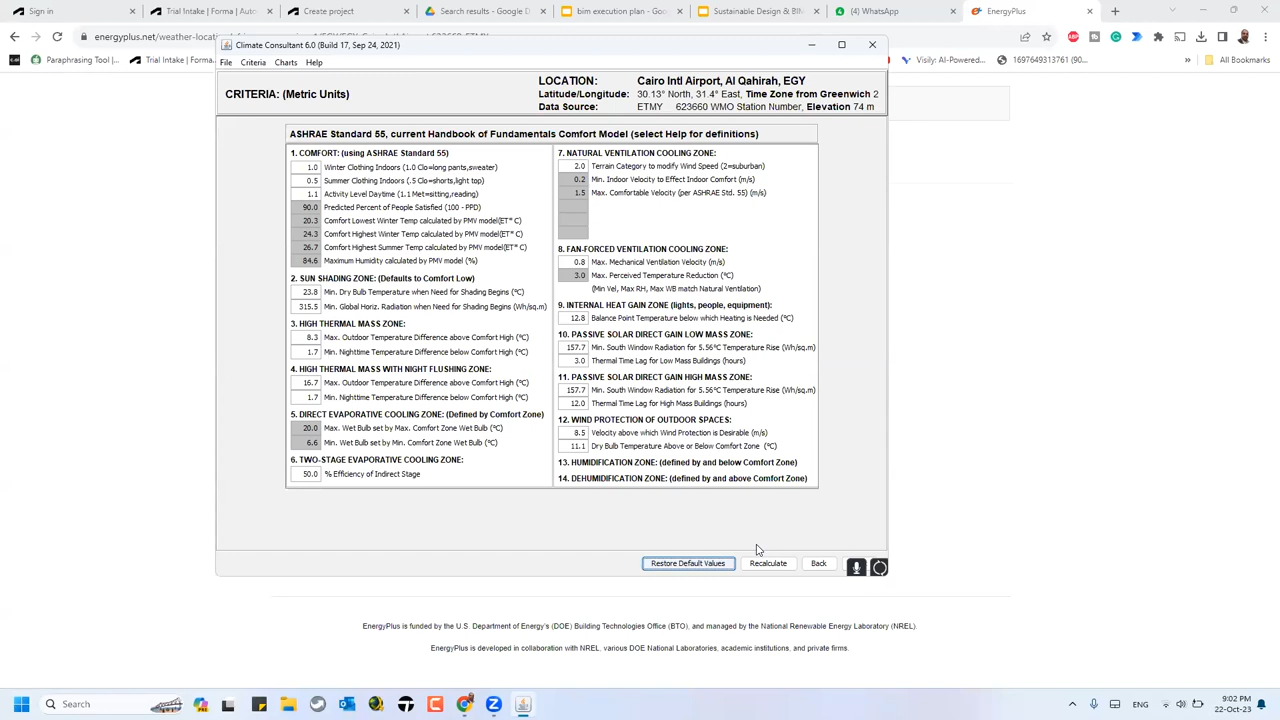 Sign in
Trial Intake | Forma | Autod
Create project
Search results - Google D
bim execution plan - Goo
Sustainable Design & BIM
(4) WhatsApp
EnergyPlus
energyplus.net/weather-locat
Paraphrasing Tool |...
Trial Intake | Forma...
Visily: AI-Powered...
1697649313761 (90...
All Bookmarks
Climate Consultant 6.0 (Build 17, Sep 24, 2021)
File Criteria Charts Help
CRITERIA: (Metric Units)
LOCATION: Cairo Intl Airport, Al Qahirah, EGY
Latitude/Longitude: 30.13° North, 31.4° East, Time Zone from Greenwich 2
Data Source: ETMY 623660 WMO Station Number, Elevation 74 m
ASHRAE Standard 55, current Handbook of Fundamentals Comfort Model (select Help for definitions)
1. COMFORT: (using ASHRAE Standard 55)
1.0 Winter Clothing Indoors (1.0 Clo=long pants,sweater)
0.5 Summer Clothing Indoors (.5 Clo=shorts,light top)
1.1 Activity Level Daytime (1.1 Met=sitting,reading)
90.0 Predicted Percent of People Satisfied (100 - PPD)
20.3 Comfort Lowest Winter Temp calculated by PMV model(ET* C)
24.3 Comfort Highest Winter Temp calculated by PMV model(ET* C)
26.7 Comfort Highest Summer Temp calculated by PMV model(ET* C)
84.6 Maximum Humidity calculated by PMV model (%)
2. SUN SHADING ZONE: (Defaults to Comfort Low)
23.8 Min. Dry Bulb Temperature when Need for Shading Begins (°C)
315.5 Min. Global Horiz. Radiation when Need for Shading Begins (Wh/sq.m)
3. HIGH THERMAL MASS ZONE:
8.3 Max. Outdoor Temperature Difference above Comfort High (°C)
1.7 Min. Nighttime Temperature Difference below Comfort High (°C)
4. HIGH THERMAL MASS WITH NIGHT FLUSHING ZONE:
16.7 Max. Outdoor Temperature Difference above Comfort High (°C)
1.7 Min. Nighttime Temperature Difference below Comfort High (°C)
5. DIRECT EVAPORATIVE COOLING ZONE: (Defined by Comfort Zone)
20.0 Max. Wet Bulb set by Max. Comfort Zone Wet Bulb (°C)
6.6 Min. Wet Bulb set by Min. Comfort Zone Wet Bulb (°C)
6. TWO-STAGE EVAPORATIVE COOLING ZONE:
50.0 % Efficiency of Indirect Stage
7. NATURAL VENTILATION COOLING ZONE:
2.0 Terrain Category to modify Wind Speed (2=suburban)
0.2 Min. Indoor Velocity to Effect Indoor Comfort (m/s)
1.5 Max. Comfortable Velocity (per ASHRAE Std. 55) (m/s)
8. FAN-FORCED VENTILATION COOLING ZONE:
0.8 Max. Mechanical Ventilation Velocity (m/s)
3.0 Max. Perceived Temperature Reduction (°C)
(Min Vel, Max RH, Max WB match Natural Ventilation)
9. INTERNAL HEAT GAIN ZONE (lights, people, equipment):
12.8 Balance Point Temperature below which Heating is Needed (°C)
10. PASSIVE SOLAR DIRECT GAIN LOW MASS ZONE:
157.7 Min. South Window Radiation for 5.56°C Temperature Rise (Wh/sq.m)
3.0 Thermal Time Lag for Low Mass Buildings (hours)
11. PASSIVE SOLAR DIRECT GAIN HIGH MASS ZONE:
157.7 Min. South Window Radiation for 5.56°C Temperature Rise (Wh/sq.m)
12.0 Thermal Time Lag for High Mass Buildings (hours)
12. WIND PROTECTION OF OUTDOOR SPACES:
8.5 Velocity above which Wind Protection is Desirable (m/s)
11.1 Dry Bulb Temperature Above or Below Comfort Zone (°C)
13. HUMIDIFICATION ZONE: (defined by and below Comfort Zone)
14. DEHUMIDIFICATION ZONE: (defined by and above Comfort Zone)
Restore Default Values Recalculate Back
EnergyPlus is funded by the U.S. Department of Energy's (DOE) Building Technologies Office (BTO), and managed by the National Renewable Energy Laboratory (NREL).
EnergyPlus is developed in collaboration with NREL, various DOE National Laboratories, academic institutions, and private firms.
Search
ENG
9:02 PM
22-Oct-23